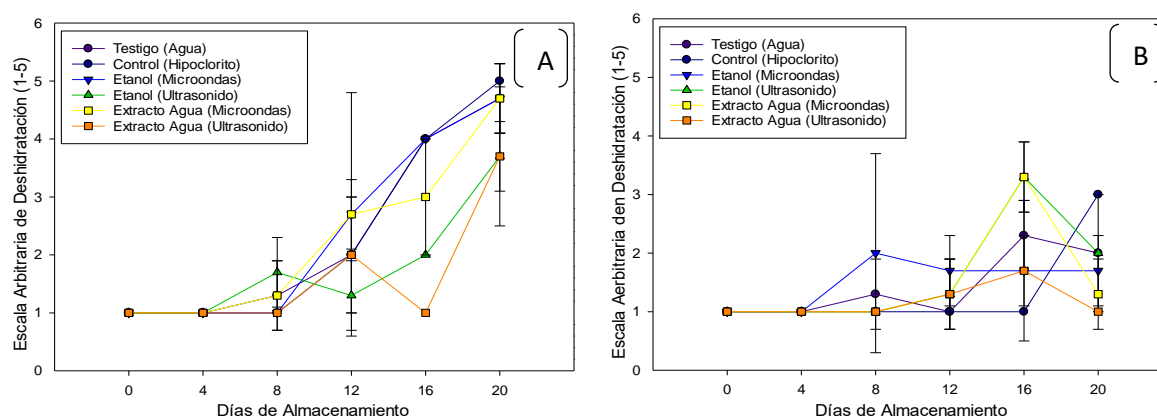 A
Escala Arbitraria de Deshidratación (1-5)
6
5
4
3
2
1
0
Testigo (Agua)
Control (Hipoclorito)
Etanol (Microondas)
Etanol (Ultrasonido)
Extracto Agua (Microondas)
Extracto Agua (Ultrasonido)
0 4 8 12 16 20
Días de Almacenamiento
B
Escala Aerbitraria den Deshidratación (1-5)
6
5
4
3
2
1
0
Testigo (Agua)
Control (Hipoclorito)
Etanol (Microondas)
Etanol (Ultrasonido)
Extracto Agua (Microondas)
Extracto Agua (Ultrasonido)
0 4 8 12 16 20
Días de Almacenamiento